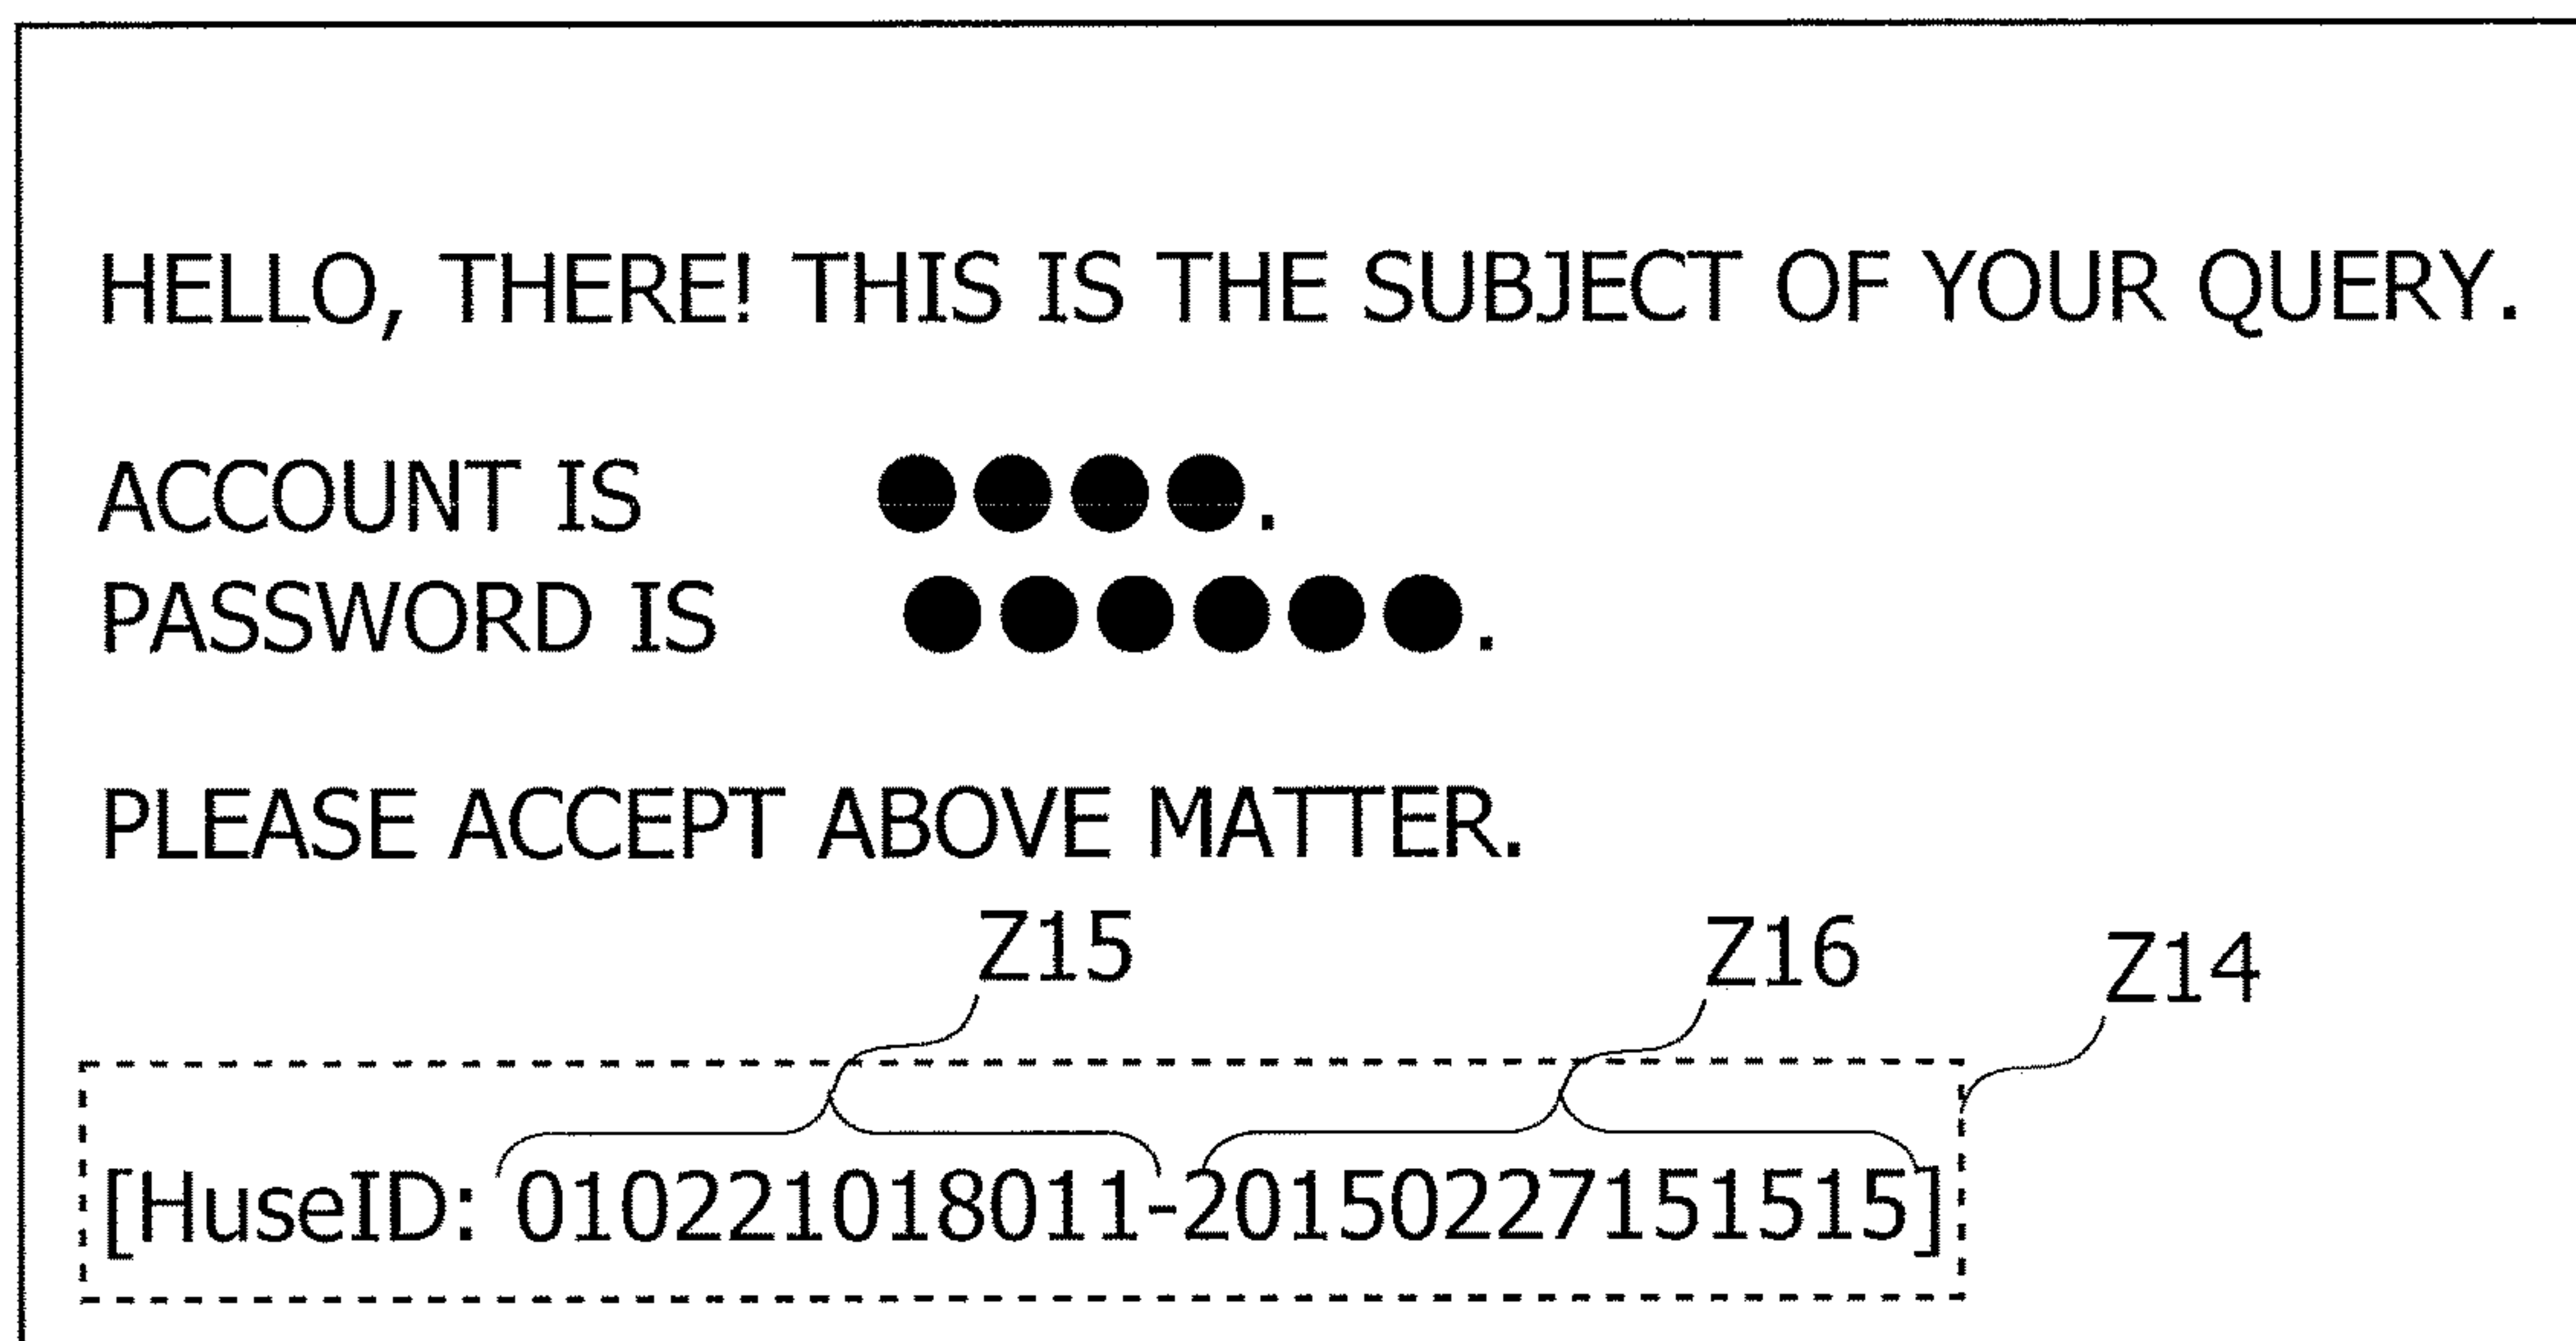 HELLO, THERE! THIS IS THE SUBJECT OF YOUR QUERY.
ACCOUNT IS ●●●●.
PASSWORD IS ●●●●●●.
PLEASE ACCEPT ABOVE MATTER.
Z15 Z16 Z14
[HuseID: 010221018011-20150227151515]